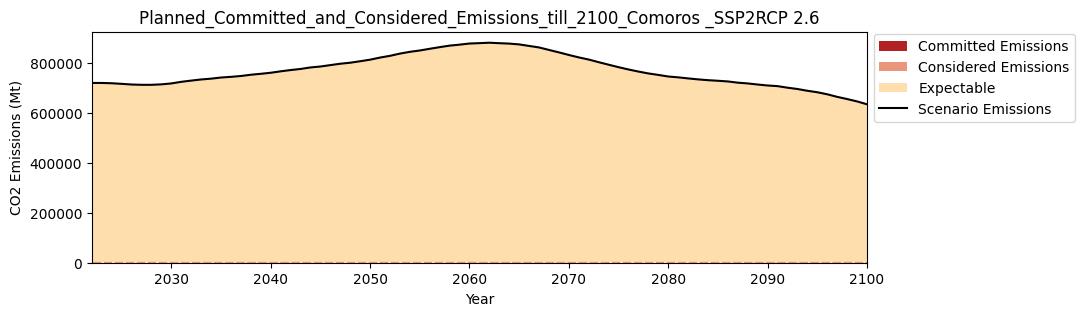 Planned_Committed_and_Considered_Emissions_till_2100_Comoros _SSP2RCP 2.6
CO2 Emissions (Mt)
800000
600000
400000
200000
0
2030 2040 2050 2060 2070 2080 2090 2100
Year
Committed Emissions
Considered Emissions
Expectable
Scenario Emissions